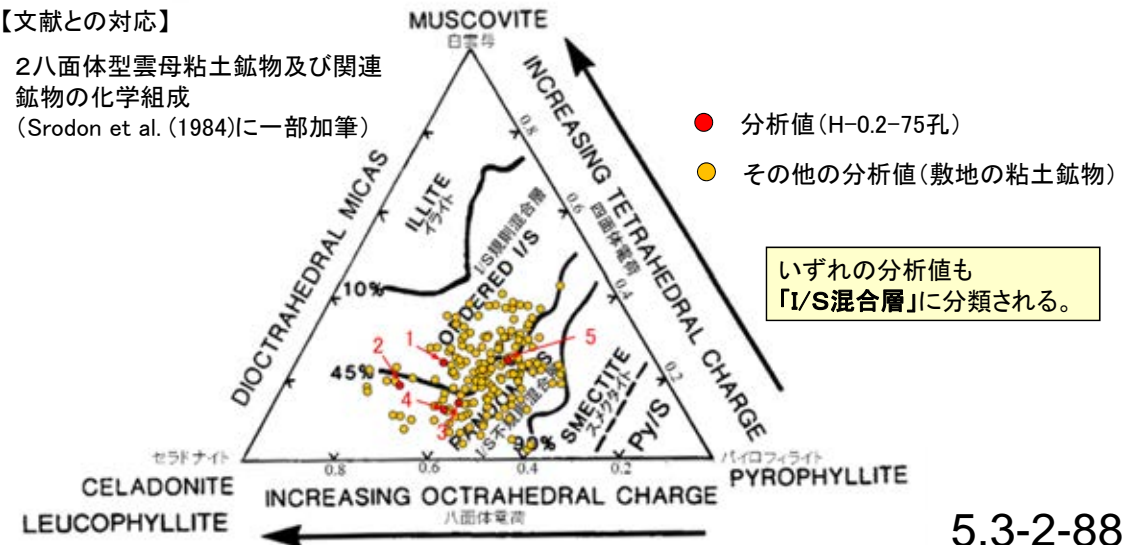 【文献との対応】
２八面体型雲母粘土鉱物及び関連
鉱物の化学組成
（Srodon et al. (1984)に一部加筆）
MUSCOVITE
白雲母
分析値（H-0.2-75孔）
その他の分析値（敷地の粘土鉱物）
いずれの分析値も
「I/S混合層」に分類される。
DIOCTRAHEDRAL MICAS
INCREASING TETRAHEDRAL CHARGE
四面体電荷
0.8
0.6
0.4
0.2
ILLITE
イライト
I/S規則混合層
ORDERED I/S
10%
45%
90%
I/S不規則混合層
SMECTITE
スメクタイト
Py/S
1
2
3
4
5
セラドナイト
CELADONITE
LEUCOPHYLLITE
0.8
0.6
0.4
0.2
パイロフィライト
PYROPHYLLITE
INCREASING OCTRAHEDRAL CHARGE
八面体電荷
5.3-2-88